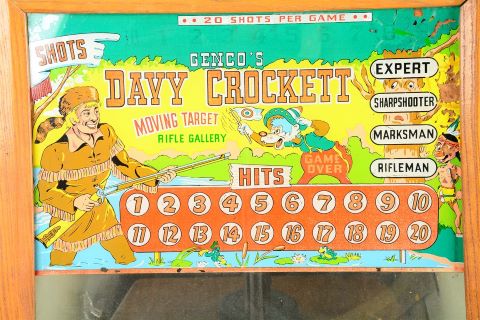 •• 20 SHOTS PER GAME ••
SHOTS
GENCO'S
DAVY CROCKETT
MOVING TARGET
RIFLE GALLERY
EXPERT
SHARPSHOOTER
MARKSMAN
RIFLEMAN
GAME
OVER
HITS
1 2 3 4 5 6 7 8 9 10
11 12 13 14 15 16 17 18 19 20